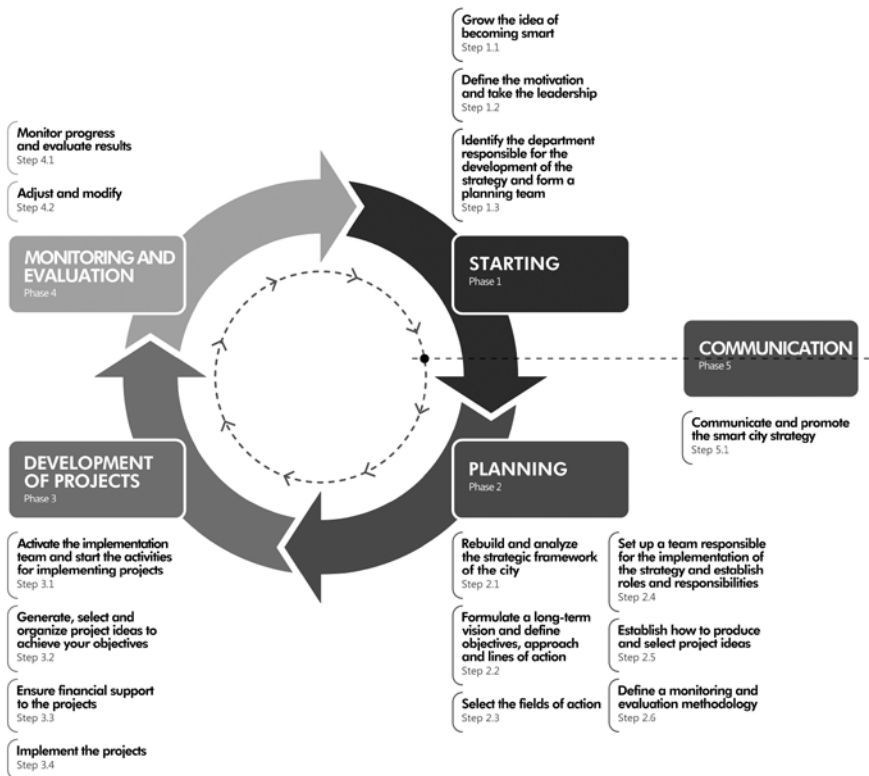 Grow the idea of
becoming smart
Step 1.1
Define the motivation
and take the leadership
Step 1.2
Identify the department
responsible for the
development of the
strategy and form a
planning team
Step 1.3
STARTING
Phase 1
COMMUNICATION
Phase 5
Communicate and promote
the smart city strategy
Step 5.1
PLANNING
Phase 2
Rebuild and analyze
the strategic framework
of the city
Step 2.1
Formulate a long-term
vision and define
objectives, approach
and lines of action
Step 2.2
Select the fields of action
Step 2.3
Set up a team responsible
for the implementation of
the strategy and establish
roles and responsibilities
Step 2.4
Establish how to produce
and select project ideas
Step 2.5
Define a monitoring and
evaluation methodology
Step 2.6
DEVELOPMENT
OF PROJECTS
Phase 3
Activate the implementation
team and start the activities
for implementing projects
Step 3.1
Generate, select and
organize project ideas to
achieve your objectives
Step 3.2
Ensure financial support
to the projects
Step 3.3
Implement the projects
Step 3.4
Monitor progress
and evaluate results
Step 4.1
Adjust and modify
Step 4.2
MONITORING AND
EVALUATION
Phase 4